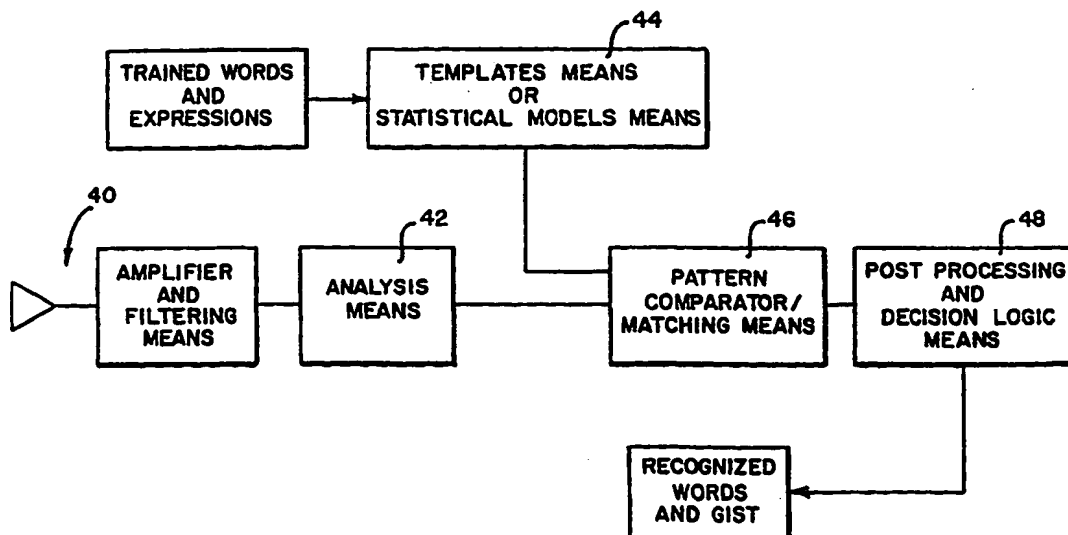 44
TRAINED WORDS
AND
EXPRESSIONS
TEMPLATES MEANS
OR
STATISTICAL MODELS MEANS
40
42
46
48
AMPLIFIER
AND
FILTERING
MEANS
ANALYSIS
MEANS
PATTERN
COMPARATOR/
MATCHING MEANS
POST PROCESSING
AND
DECISION LOGIC
MEANS
RECOGNIZED
WORDS
AND GIST